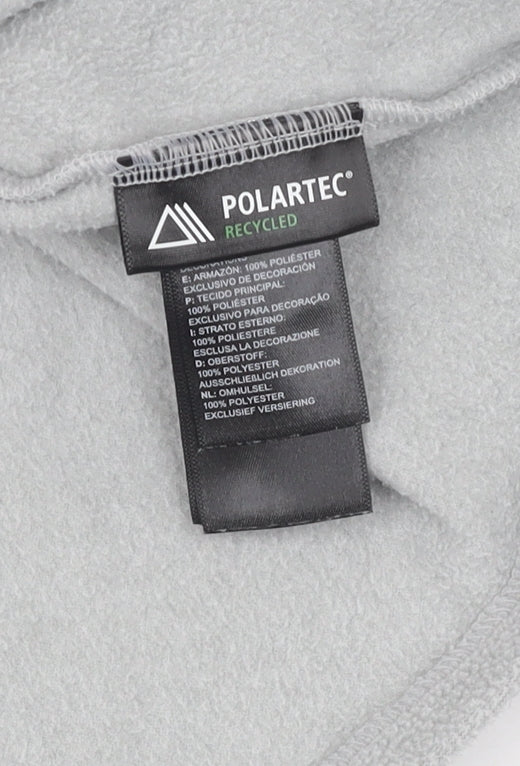 POLARTEC®
RECYCLED
DECORATIONS
E: ARMAZÓN: 100% POLIÉSTER
EXCLUSIVO DE DECORACIÓN
P: TECIDO PRINCIPAL:
100% POLIÉSTER
EXCLUSIVO PARA DECORAÇÃO
I: STRATO ESTERNO:
100% POLIESTERE
ESCLUSA LA DECORAZIONE
D: OBERSTOFF:
100% POLYESTER
AUSSCHLIEßLICH DEKORATION
NL: OMHULSEL:
100% POLYESTER
EXCLUSIEF VERSIERING